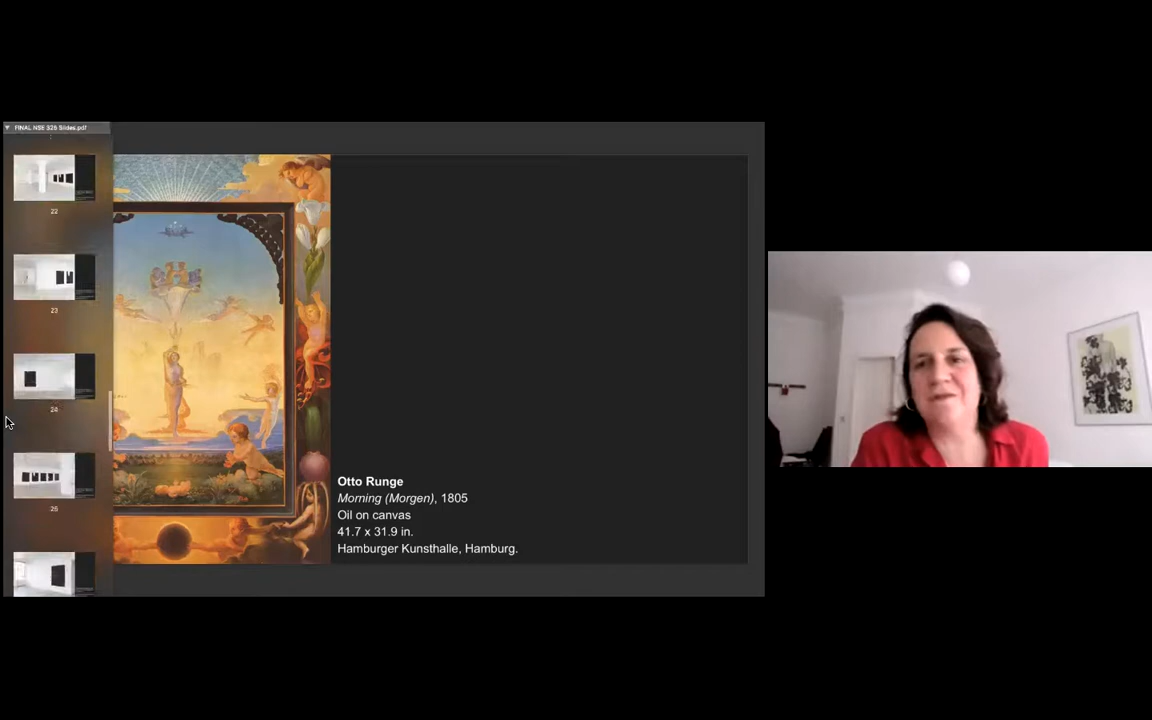 FINAL NSE 326 Slides.pdf
22
23
24
25
Otto Runge
Morning (Morgen), 1805
Oil on canvas
41.7 x 31.9 in.
Hamburger Kunsthalle, Hamburg.